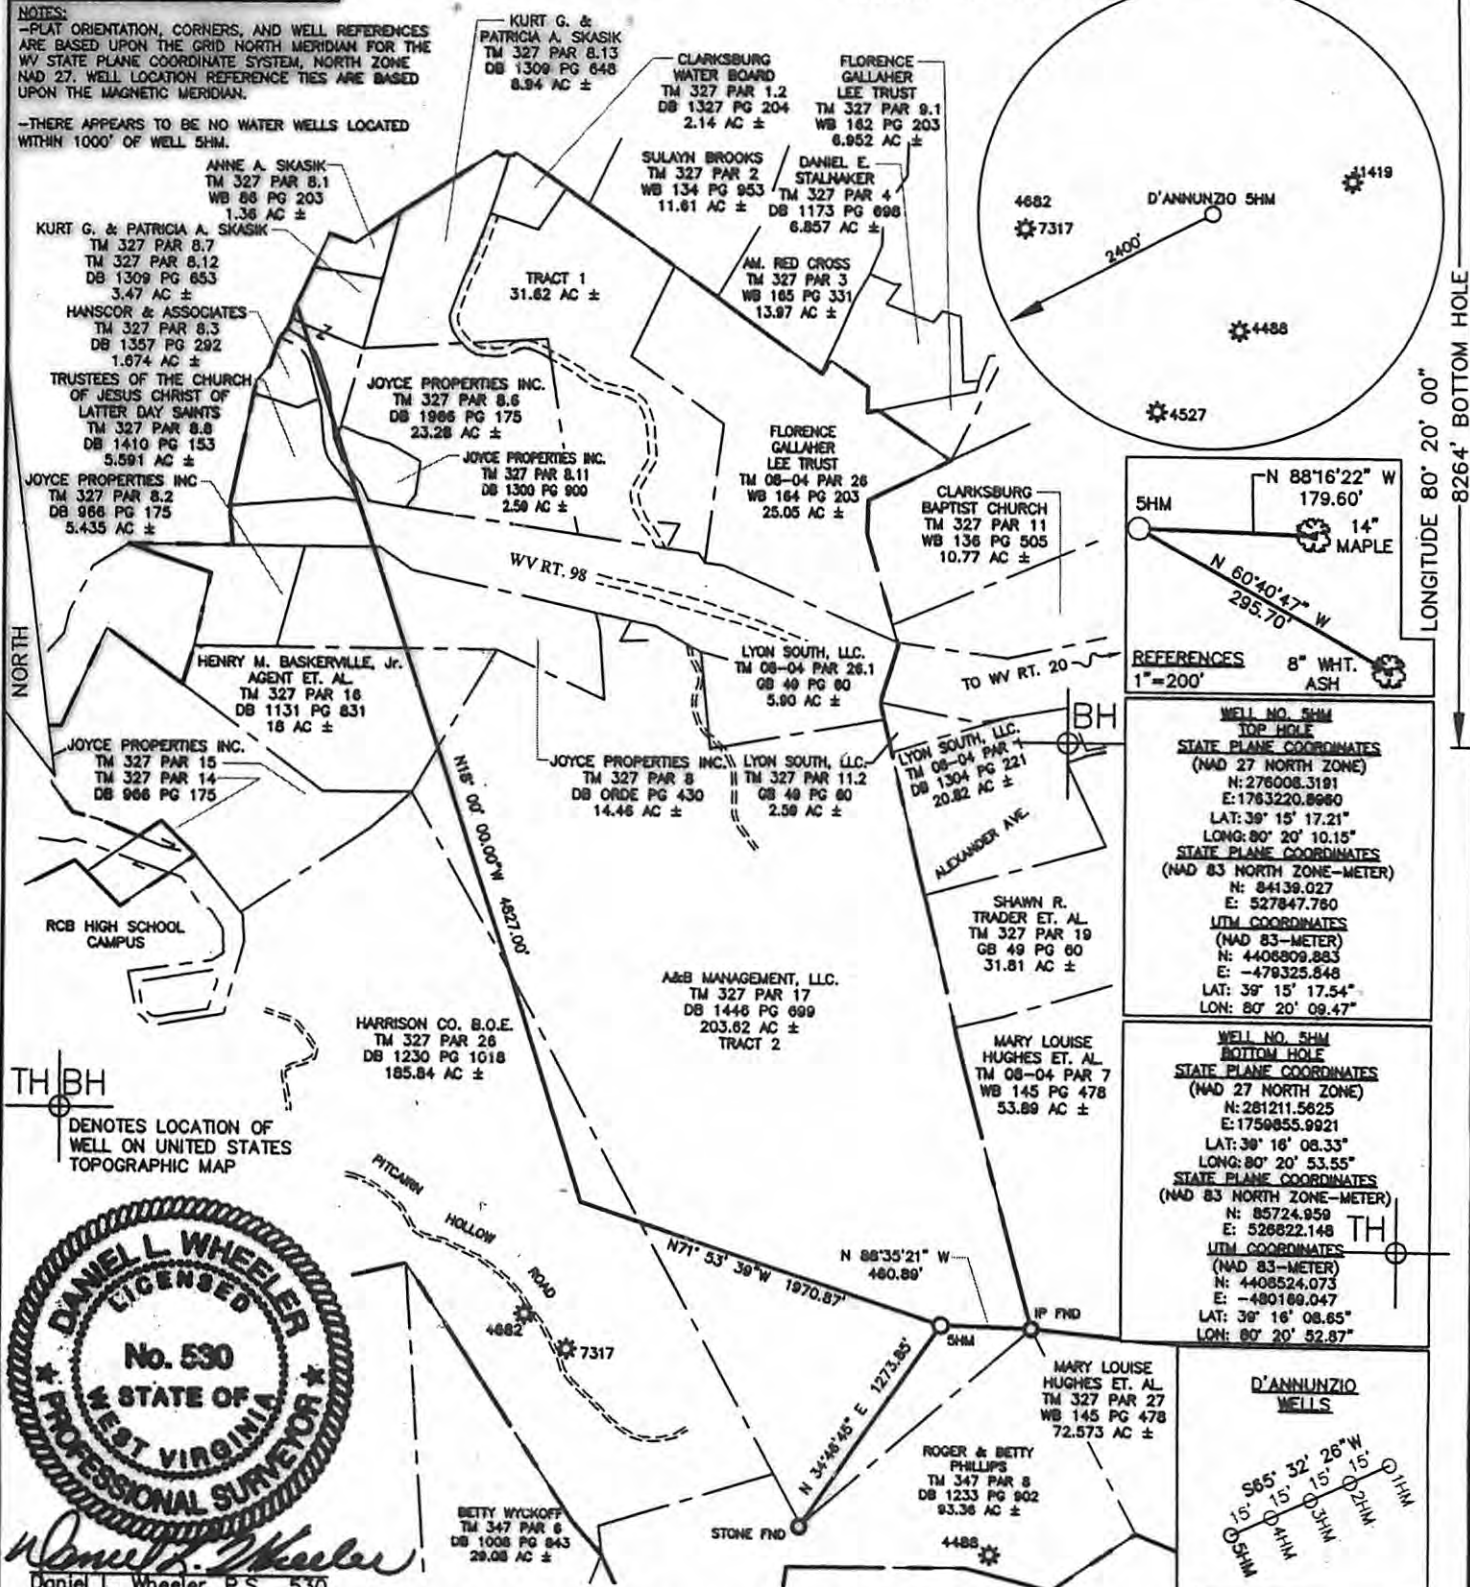 NOTES:
-PLAT ORIENTATION, CORNERS, AND WELL REFERENCES
ARE BASED UPON THE GRID NORTH MERIDIAN FOR THE
WV STATE PLANE COORDINATE SYSTEM, NORTH ZONE
NAD 27. WELL LOCATION REFERENCE TIES ARE BASED
UPON THE MAGNETIC MERIDIAN.
-THERE APPEARS TO BE NO WATER WELLS LOCATED
WITHIN 1000' OF WELL 5HM.
KURT G. &
PATRICIA A. SKASIK
TM 327 PAR 8.13
DB 1309 PG 648
8.94 AC ±
CLARKSBURG
WATER BOARD
TM 327 PAR 1.2
DB 1327 PG 204
2.14 AC ±
FLORENCE
GALLAHER
LEE TRUST
TM 327 PAR 9.1
WB 162 PG 203
6.952 AC ±
SULAYN BROOKS
TM 327 PAR 2
WB 134 PG 953
11.61 AC ±
DANIEL E.
STALNAKER
TM 327 PAR 4
DB 1173 PG 698
6.857 AC ±
AM. RED CROSS
TM 327 PAR 3
WB 165 PG 331
13.97 AC ±
ANNE A. SKASIK
TM 327 PAR 8.1
WB 86 PG 203
1.36 AC ±
KURT G. & PATRICIA A. SKASIK
TM 327 PAR 8.7
TM 327 PAR 8.12
DB 1309 PG 653
3.47 AC ±
HANSCOR & ASSOCIATES
TM 327 PAR 8.3
DB 1357 PG 292
1.674 AC ±
TRUSTEES OF THE CHURCH
OF JESUS CHRIST OF
LATTER DAY SAINTS
TM 327 PAR 8.8
DB 1410 PG 153
5.591 AC ±
JOYCE PROPERTIES INC
TM 327 PAR 8.2
DB 966 PG 175
5.435 AC ±
TRACT 1
31.62 AC ±
JOYCE PROPERTIES INC.
TM 327 PAR 8.6
DB 1966 PG 175
23.28 AC ±
JOYCE PROPERTIES INC.
TM 327 PAR 8.11
DB 1300 PG 900
2.59 AC ±
FLORENCE
GALLAHER
LEE TRUST
TM 08-04 PAR 26
WB 164 PG 203
25.05 AC ±
CLARKSBURG
BAPTIST CHURCH
TM 327 PAR 11
WB 136 PG 505
10.77 AC ±
WV RT. 98
TO WV RT. 20
NORTH
4682
7317
D'ANNUNZIO 5HM
11419
2400'
4488
4527
8264' BOTTOM HOLE
LONGITUDE 80° 20' 00"
5HM
N 88°16'22" W
179.60'
14"
MAPLE
N 60°40'47" W
295.70'
REFERENCES
1"=200'
8" WHT.
ASH
HENRY M. BASKERVILLE, Jr.
AGENT ET. AL.
TM 327 PAR 16
DB 1131 PG 831
18 AC ±
JOYCE PROPERTIES INC.
TM 327 PAR 15
TM 327 PAR 14
DB 966 PG 175
LYON SOUTH, LLC.
TM 08-04 PAR 26.1
GB 49 PG 60
5.90 AC ±
JOYCE PROPERTIES INC.
TM 327 PAR 8
DB ORDE PG 430
14.46 AC ±
LYON SOUTH, LLC.
TM 327 PAR 11.2
GB 49 PG 60
2.59 AC ±
LYON SOUTH, LLC.
TM 08-04 PAR 1
DB 1304 PG 221
20.82 AC ±
BH
ALEXANDER AVE.
N18° 00' 00.00"W 4627.00'
RCB HIGH SCHOOL
CAMPUS
SHAWN R.
TRADER ET. AL.
TM 327 PAR 19
GB 49 PG 60
31.81 AC ±
A&B MANAGEMENT, LLC.
TM 327 PAR 17
DB 1446 PG 699
203.62 AC ±
TRACT 2
HARRISON CO. B.O.E.
TM 327 PAR 26
DB 1230 PG 1018
185.84 AC ±
MARY LOUISE
HUGHES ET. AL.
TM 08-04 PAR 7
WB 145 PG 478
53.89 AC ±
WELL NO. 5HM
TOP HOLE
STATE PLANE COORDINATES
(NAD 27 NORTH ZONE)
N:276008.3191
E:1763220.8960
LAT: 39° 15' 17.21"
LONG: 80° 20' 10.15"
STATE PLANE COORDINATES
(NAD 83 NORTH ZONE-METER)
N: 84139.027
E: 527847.760
UTM COORDINATES
(NAD 83-METER)
N: 4406809.883
E: -479325.848
LAT: 39° 15' 17.54"
LON: 80° 20' 09.47"
WELL NO. 5HM
BOTTOM HOLE
STATE PLANE COORDINATES
(NAD 27 NORTH ZONE)
N:281211.5625
E:1759855.9921
LAT: 39° 16' 08.33"
LONG: 80° 20' 53.55"
STATE PLANE COORDINATES
(NAD 83 NORTH ZONE-METER)
N: 85724.959
E: 526822.148
UTM COORDINATES
(NAD 83-METER)
N: 4408524.073
E: -480169.047
LAT: 39° 16' 08.65"
LON: 80° 20' 52.87"
TH
TH BH
DENOTES LOCATION OF
WELL ON UNITED STATES
TOPOGRAPHIC MAP
PITCAIRN
HOLLOW
ROAD
4682
7317
N71° 53' 39"W 1970.87'
N 88°35'21" W
460.89'
IP FND
5HM
N 34°46'45" E 1273.85'
STONE FND
MARY LOUISE
HUGHES ET. AL.
TM 327 PAR 27
WB 145 PG 478
72.573 AC ±
ROGER & BETTY
PHILLIPS
TM 347 PAR 8
DB 1233 PG 902
93.36 AC ±
4488
BETTY WYCKOFF
TM 347 PAR 6
DB 1008 PG 843
29.08 AC ±
D'ANNUNZIO
WELLS
S65° 32' 26"W
15' 15' 15' 15'
5HM 4HM 3HM 2HM 1HM
DANIEL L. WHEELER
LICENSED
No. 530
STATE OF
WEST VIRGINIA
PROFESSIONAL SURVEYOR
Daniel L. Wheeler
Daniel L. Wheeler P.S. 530